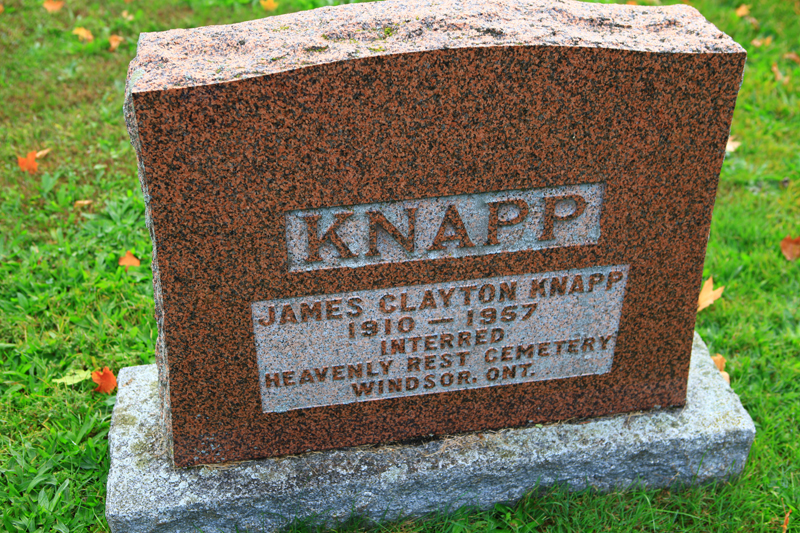 KNAPP
JAMES CLAYTON KNAPP
1910 — 1957
INTERRED
HEAVENLY REST CEMETERY
WINDSOR, ONT.